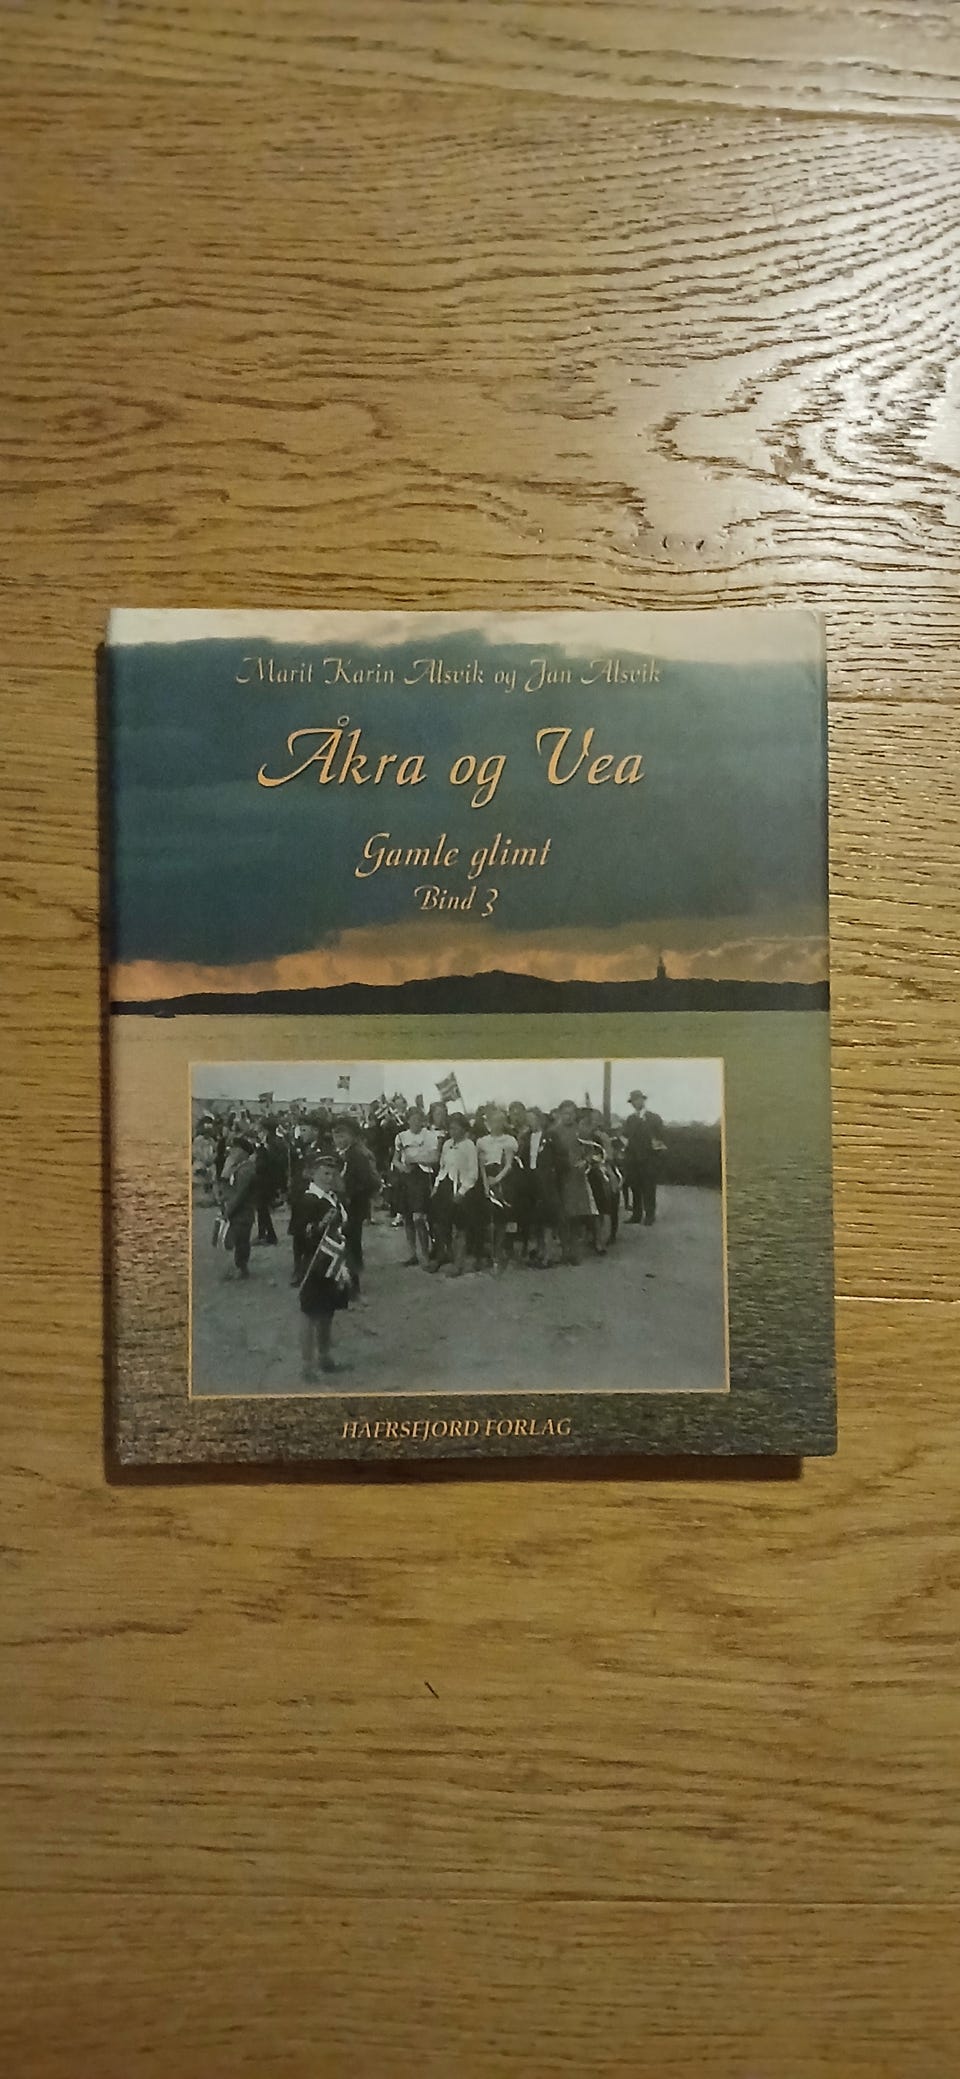 Marit Karin Alsvik og Jan Alsvik
Åkra og Vea
Gamle glimt
Bind 3
HAFRSFJORD FORLAG